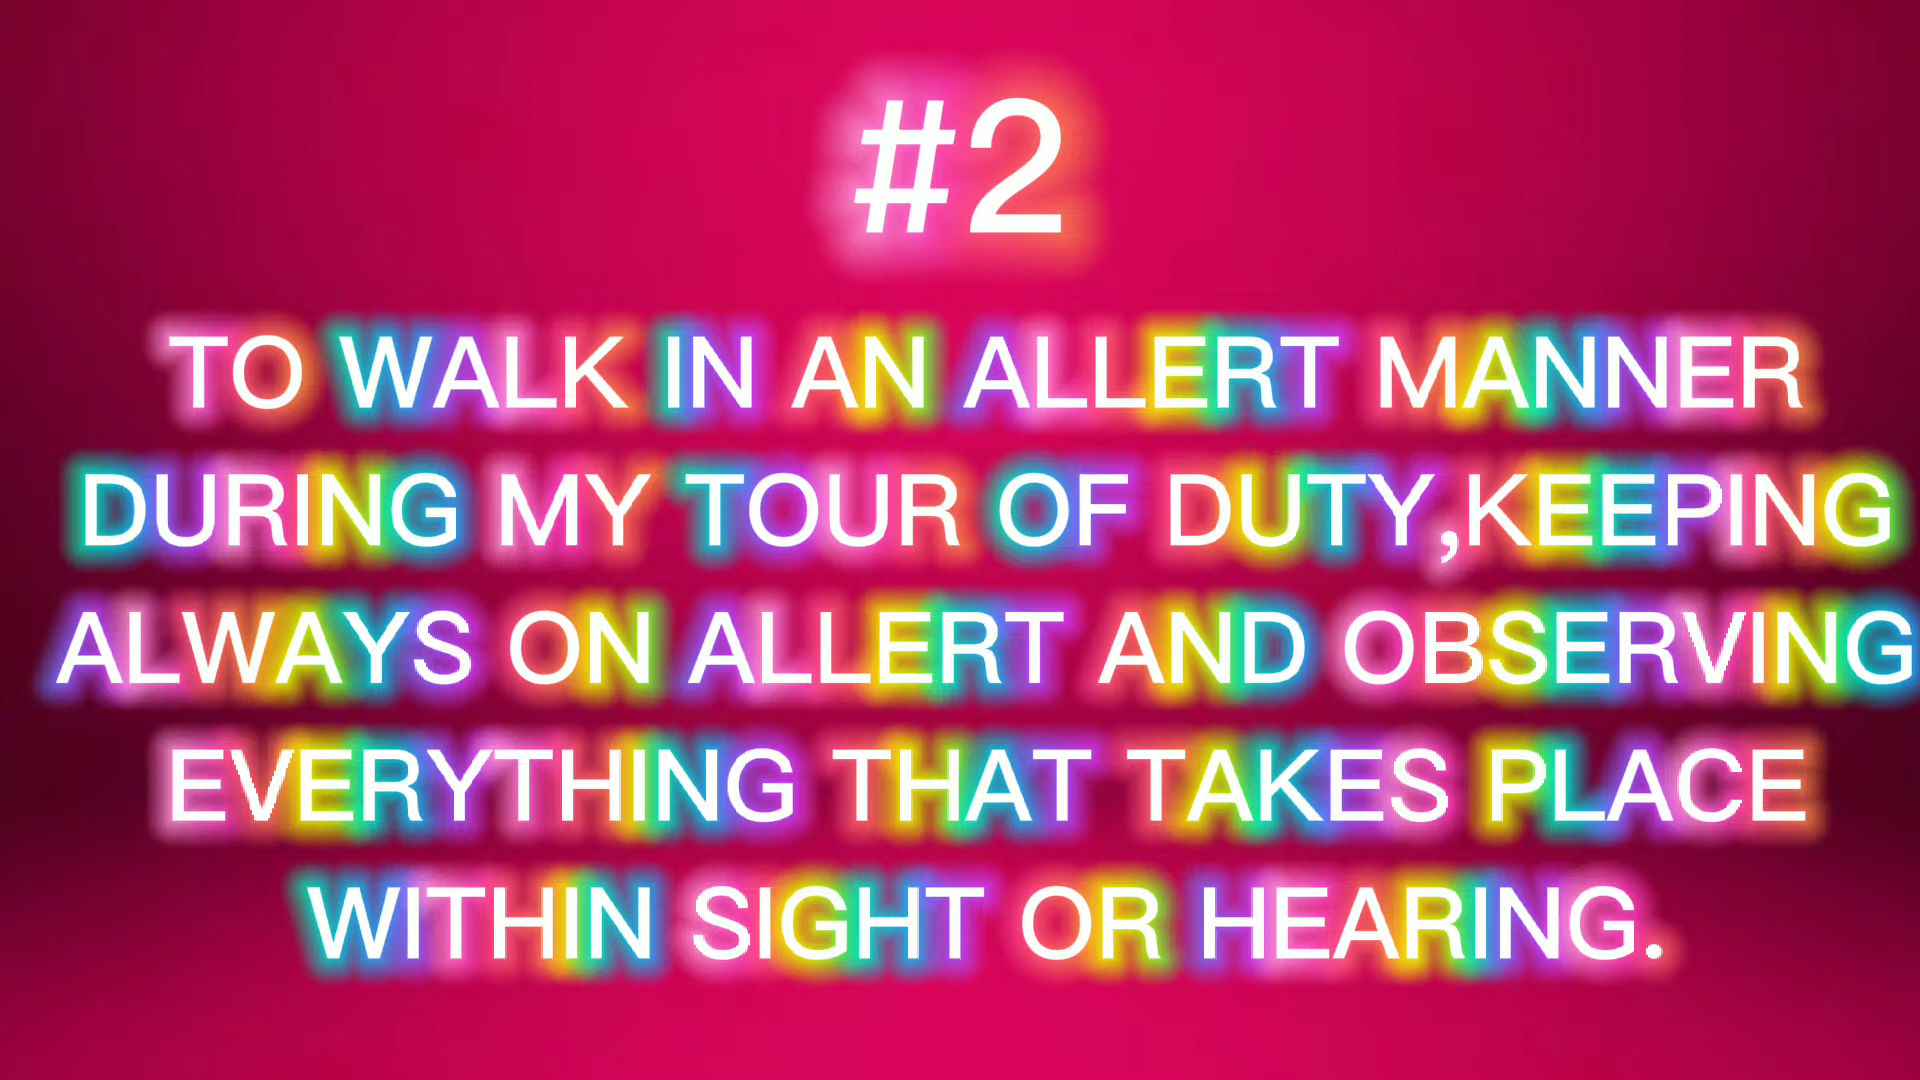 #2
TO WALK IN AN ALLERT MANNER
DURING MY TOUR OF DUTY,KEEPING
ALWAYS ON ALLERT AND OBSERVING
EVERYTHING THAT TAKES PLACE
WITHIN SIGHT OR HEARING.